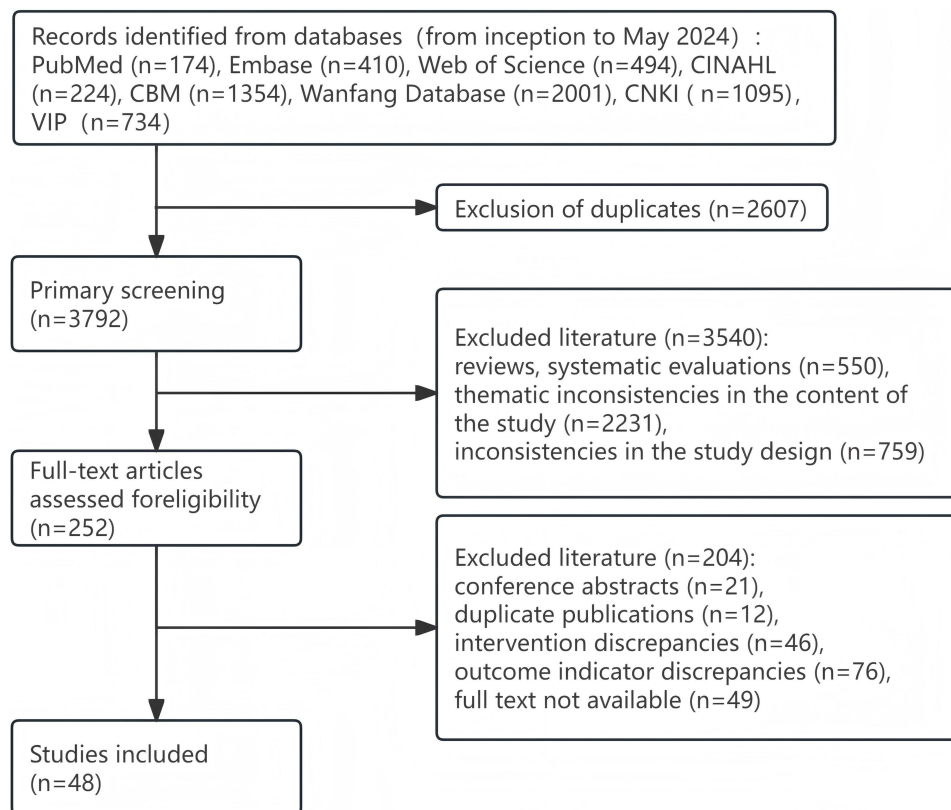 Records identified from databases（from inception to May 2024）:
PubMed (n=174), Embase (n=410), Web of Science (n=494), CINAHL
(n=224), CBM (n=1354), Wanfang Database (n=2001), CNKI ( n=1095),
VIP（n=734)
Exclusion of duplicates (n=2607)
Primary screening
(n=3792)
Excluded literature (n=3540):
reviews, systematic evaluations (n=550),
thematic inconsistencies in the content of
the study (n=2231),
inconsistencies in the study design (n=759)
Full-text articles
assessed foreligibility
(n=252)
Excluded literature (n=204):
conference abstracts (n=21),
duplicate publications (n=12),
intervention discrepancies (n=46),
outcome indicator discrepancies (n=76),
full text not available (n=49)
Studies included
(n=48)